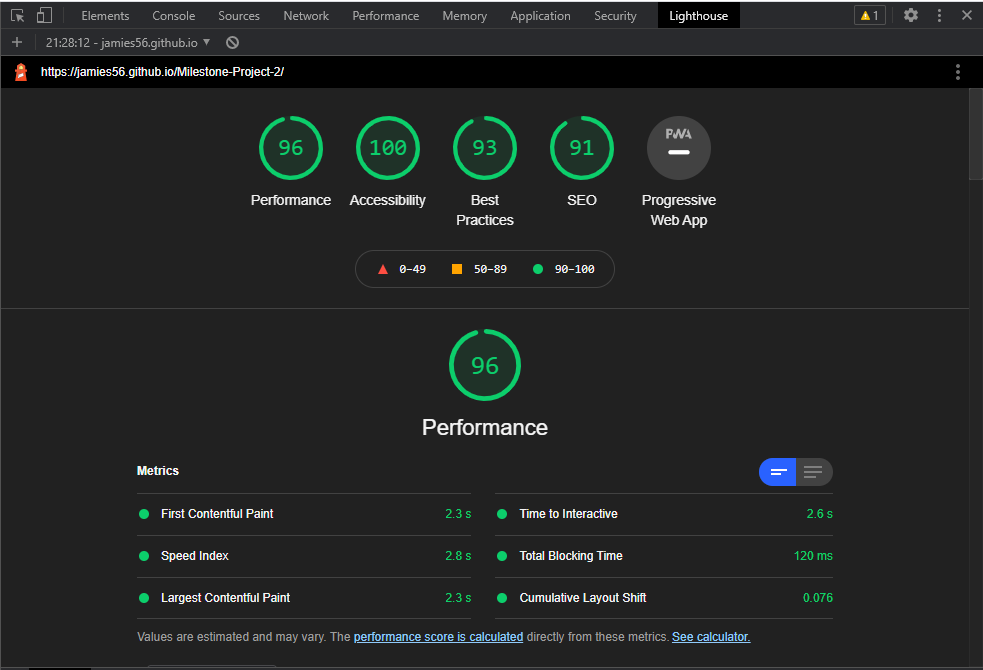 Elements Console Sources Network Performance Memory Application Security Lighthouse 1
21:28:12 - jamies56.github.io
https://jamies56.github.io/Milestone-Project-2/
96 100 93 91 PWA
Performance Accessibility Best Practices SEO Progressive Web App
0–49 50–89 90–100
96
Performance
Metrics
First Contentful Paint 2.3 s Time to Interactive 2.6 s
Speed Index 2.8 s Total Blocking Time 120 ms
Largest Contentful Paint 2.3 s Cumulative Layout Shift 0.076
Values are estimated and may vary. The performance score is calculated directly from these metrics. See calculator.